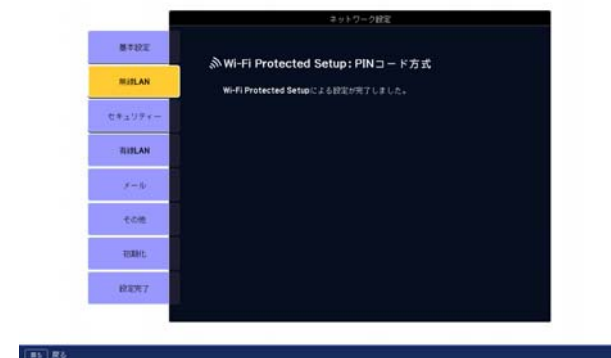 ネットワーク設定
基本設定
無線LAN
セキュリティー
有線LAN
メール
その他
初期化
設定完了
Wi-Fi Protected Setup: PINコード方式
Wi-Fi Protected Setupによる設定が完了しました。
戻る 戻る